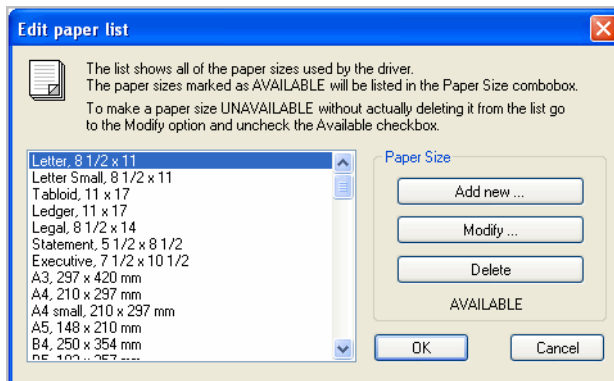 Edit paper list
The list shows all of the paper sizes used by the driver.
The paper sizes marked as AVAILABLE will be listed in the Paper Size combobox.
To make a paper size UNAVAILABLE without actually deleting it from the list go
to the Modify option and uncheck the Available checkbox.
Letter, 8 1/2 x 11
Letter Small, 8 1/2 x 11
Tabloid, 11 x 17
Ledger, 11 x 17
Legal, 8 1/2 x 14
Statement, 5 1/2 x 8 1/2
Executive, 7 1/2 x 10 1/2
A3, 297 x 420 mm
A4, 210 x 297 mm
A4 small, 210 x 297 mm
A5, 148 x 210 mm
B4, 250 x 354 mm
Paper Size
Add new ...
Modify ...
Delete
AVAILABLE
OK
Cancel